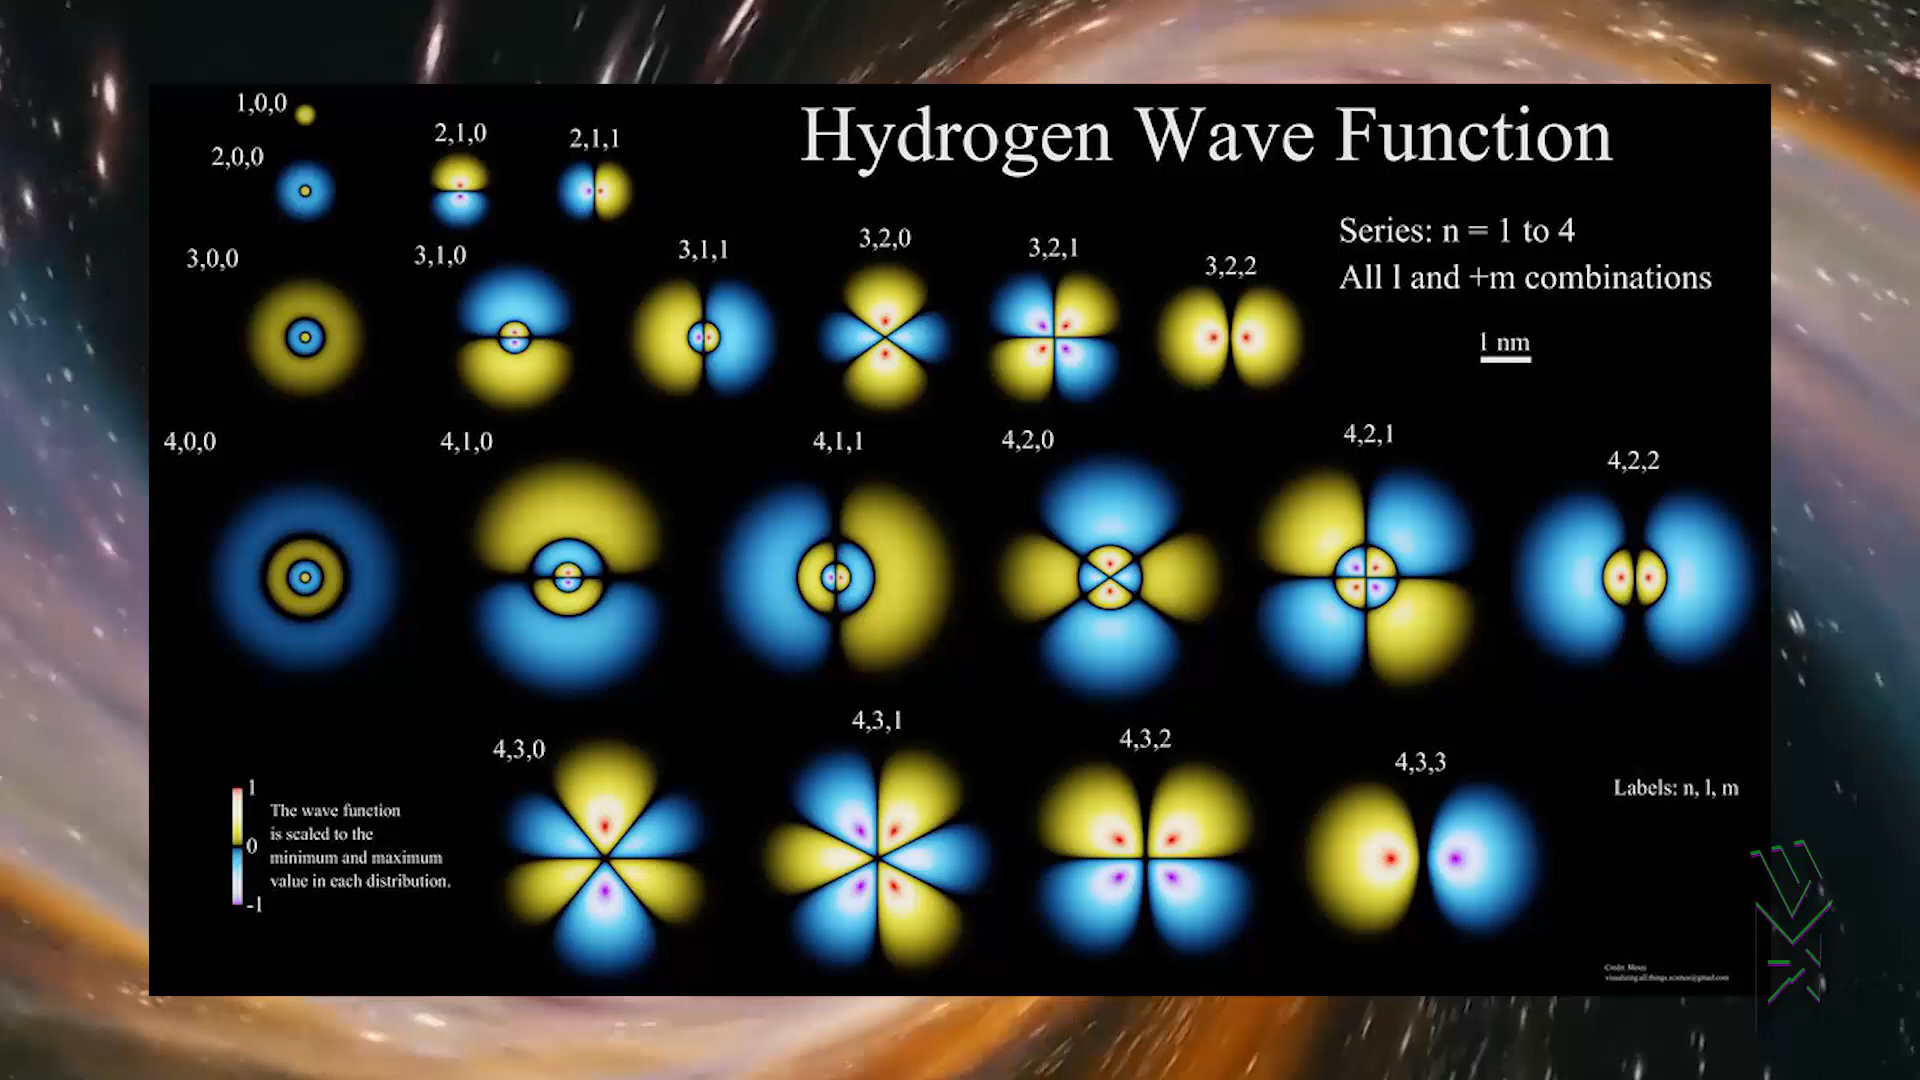 Hydrogen Wave Function
1,0,0
2,0,0
2,1,0
2,1,1
Series: n = 1 to 4
All l and +m combinations
1 nm
3,0,0
3,1,0
3,1,1
3,2,0
3,2,1
3,2,2
4,0,0
4,1,0
4,1,1
4,2,0
4,2,1
4,2,2
4,3,0
4,3,1
4,3,2
4,3,3
Labels: n, l, m
1
0
-1
The wave function
is scaled to the
minimum and maximum
value in each distribution.
Credit: